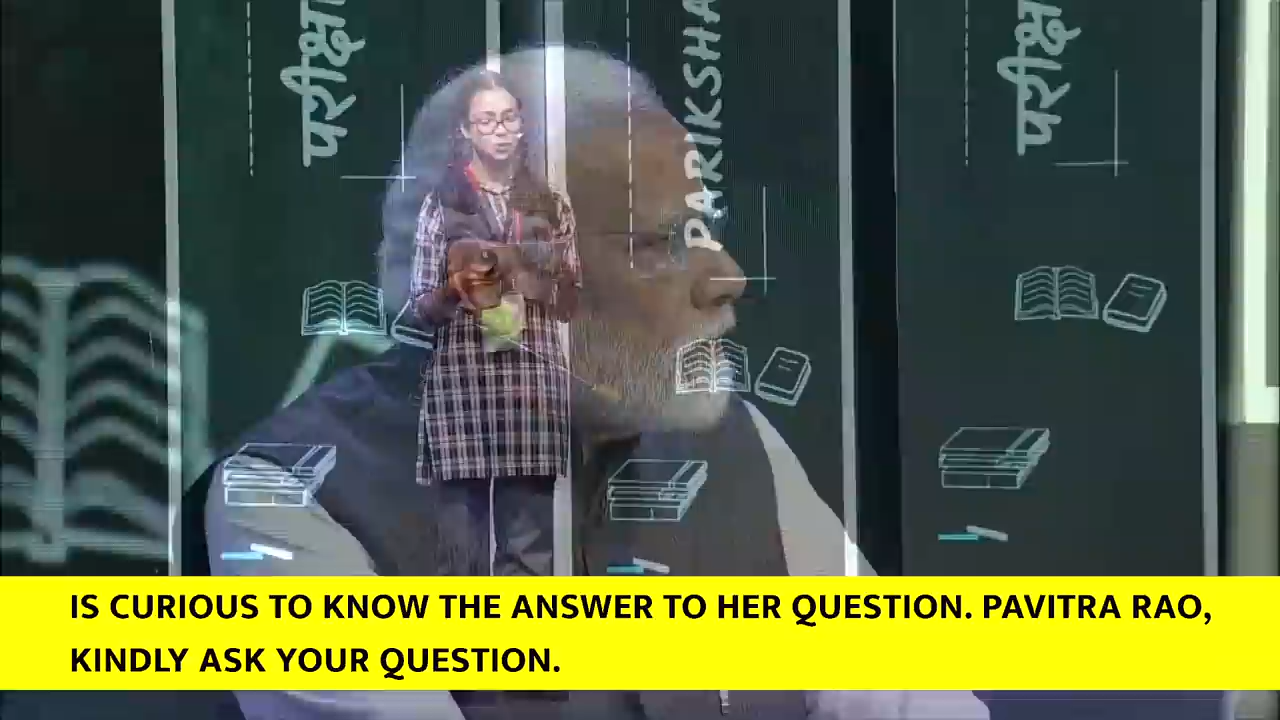 परीक्षा
PARIKSHA
परीक्ष
IS CURIOUS TO KNOW THE ANSWER TO HER QUESTION. PAVITRA RAO,
KINDLY ASK YOUR QUESTION.